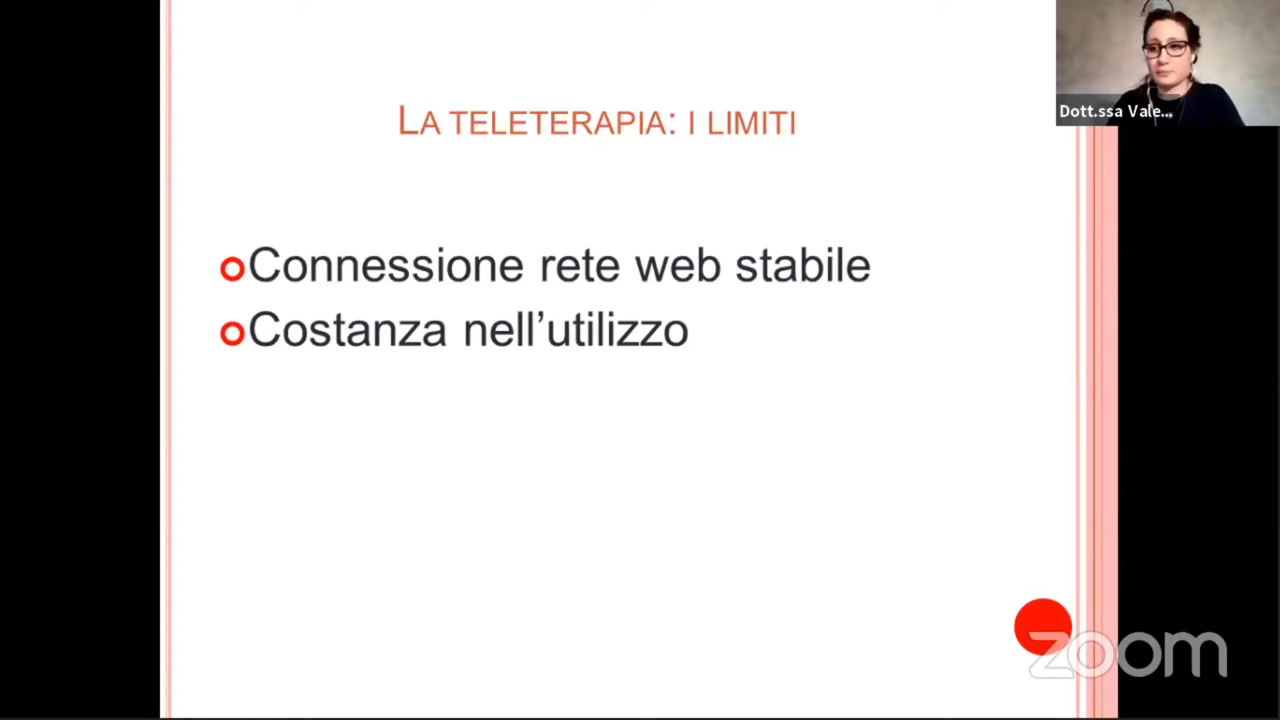 LA TELETERAPIA: I LIMITI
Connessione rete web stabile
Costanza nell’utilizzo
Dott.ssa Vale...
zoom